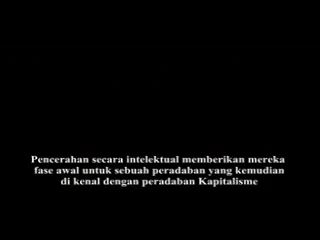 Pencerahan secara intelektual memberikan mereka
fase awal untuk sebuah peradaban yang kemudian
di kenal dengan peradaban Kapitalisme